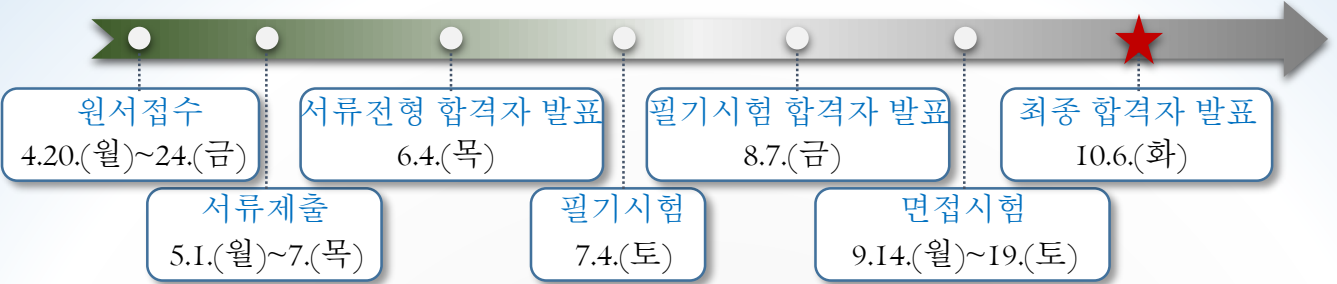 원서접수
4.20.(월)~24.(금)
서류제출
5.1.(월)~7.(목)
서류전형 합격자 발표
6.4.(목)
필기시험
7.4.(토)
필기시험 합격자 발표
8.7.(금)
면접시험
9.14.(월)~19.(토)
최종 합격자 발표
10.6.(화)